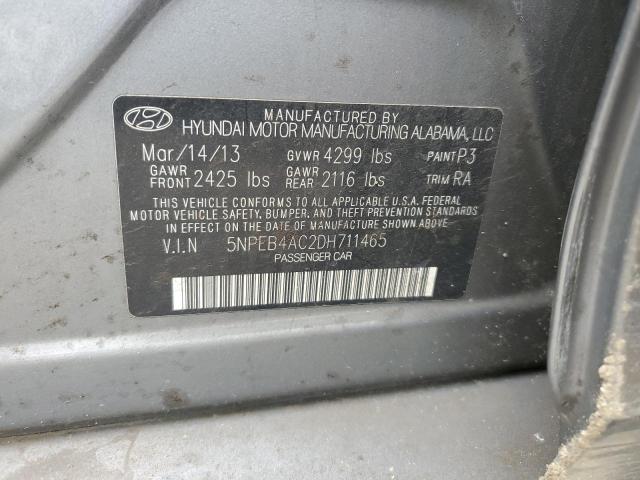 MANUFACTURED BY
HYUNDAI MOTOR MANUFACTURING ALABAMA, LLC
Mar/14/13 GVWR 4299 lbs PAINT P3
GAWR FRONT 2425 lbs GAWR REAR 2116 lbs TRIM RA
THIS VEHICLE CONFORMS TO ALL APPLICABLE U.S.A. FEDERAL
MOTOR VEHICLE SAFETY, BUMPER, AND THEFT PREVENTION STANDARDS
IN EFFECT ON THE DATE OF MANUFACTURE SHOWN ABOVE.
V.I.N 5NPEB4AC2DH711465
PASSENGER CAR